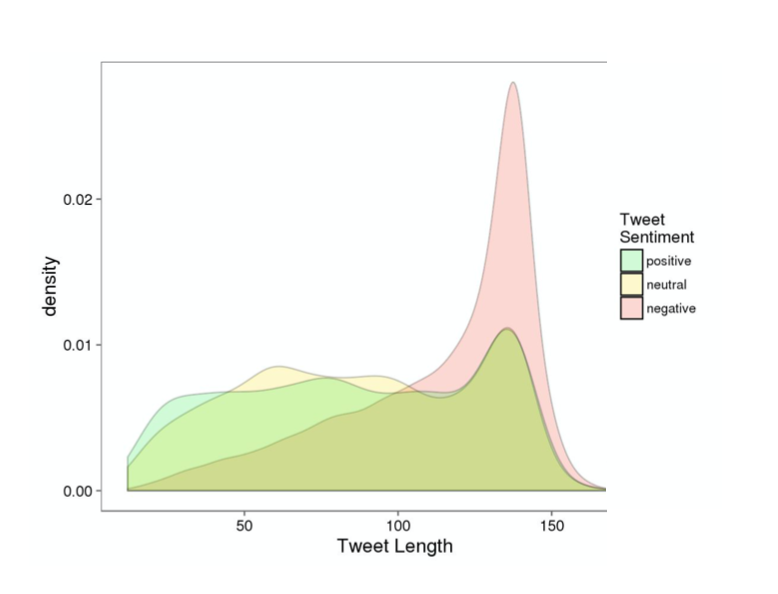 0.02
0.01
0.00
density
50
100
150
Tweet Length
Tweet
Sentiment
positive
neutral
negative